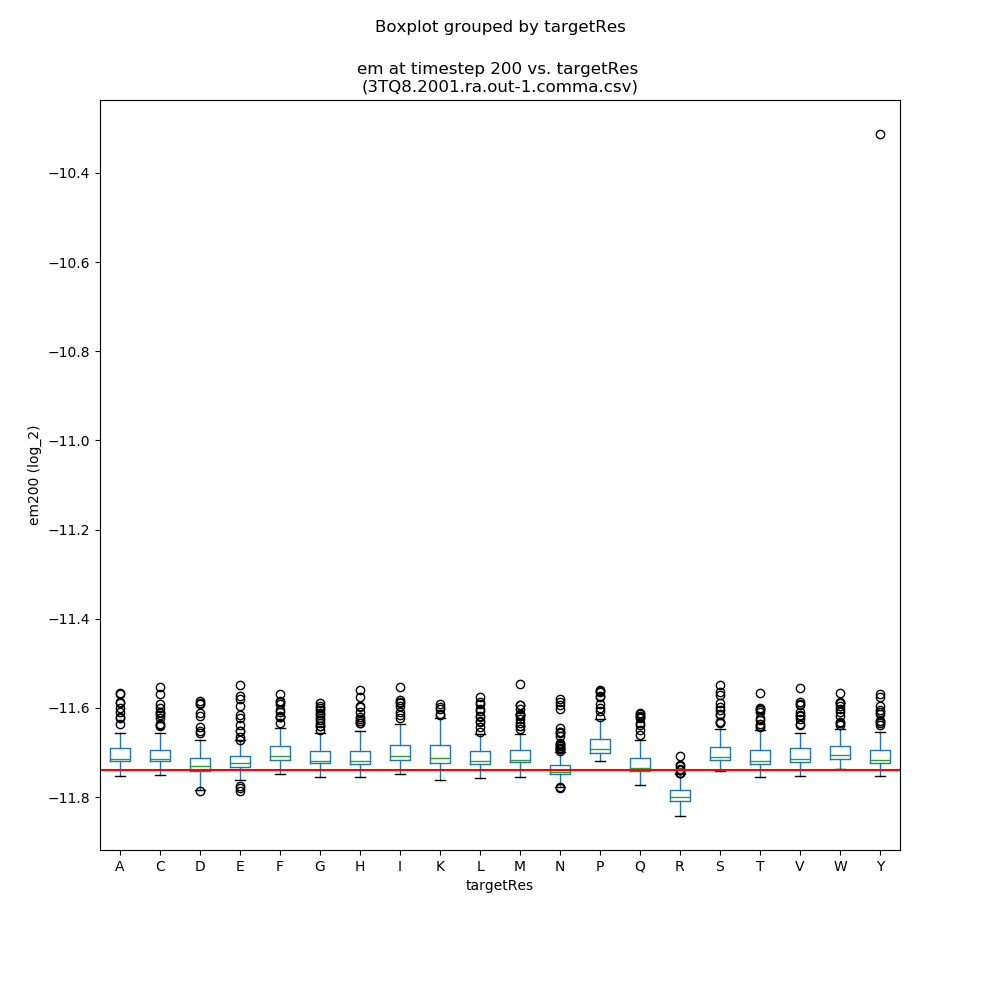 Boxplot grouped by targetRes
em at timestep 200 vs. targetRes
(3TQ8.2001.ra.out-1.comma.csv)
−10.4
−10.6
−10.8
−11.0
−11.2
−11.4
−11.6
−11.8
em200 (log_2)
A C D E F G H I K L M N P Q R S T V W Y
targetRes